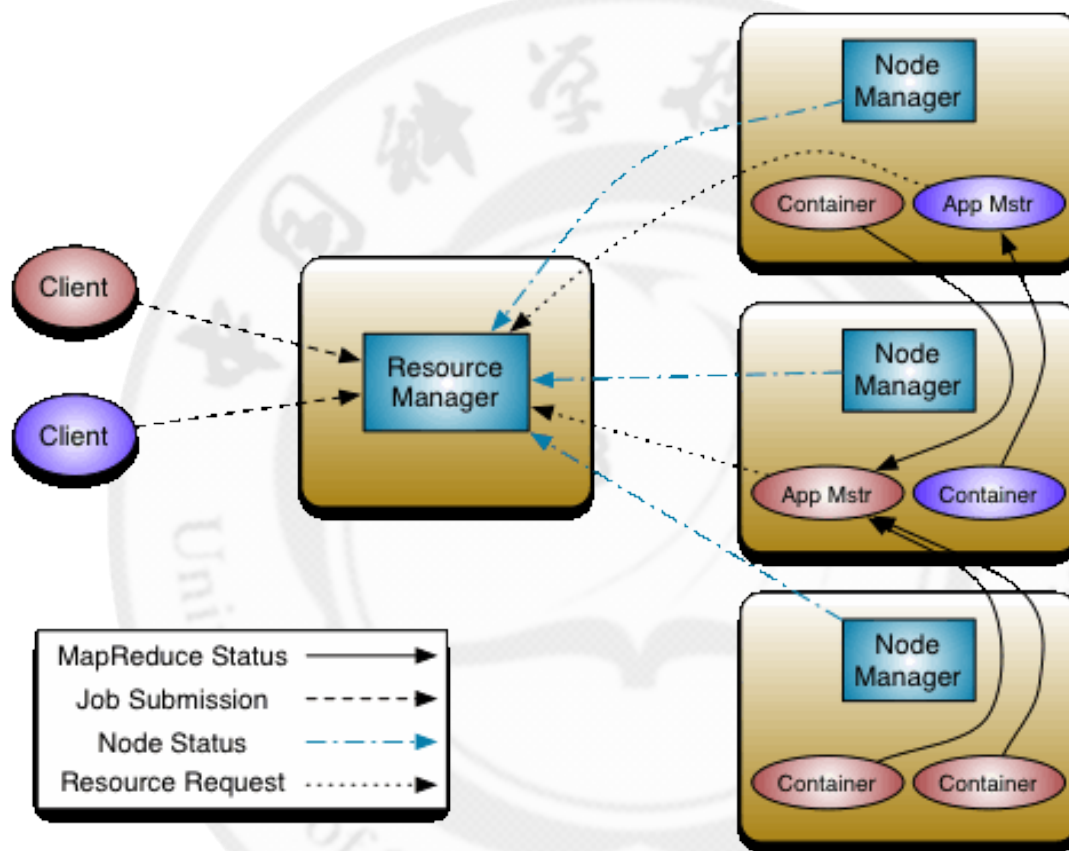 Node
Manager
Container
App Mstr
Client
Resource
Manager
Client
Node
Manager
App Mstr
Container
MapReduce Status
Job Submission
Node Status
Resource Request
Node
Manager
Container
Container